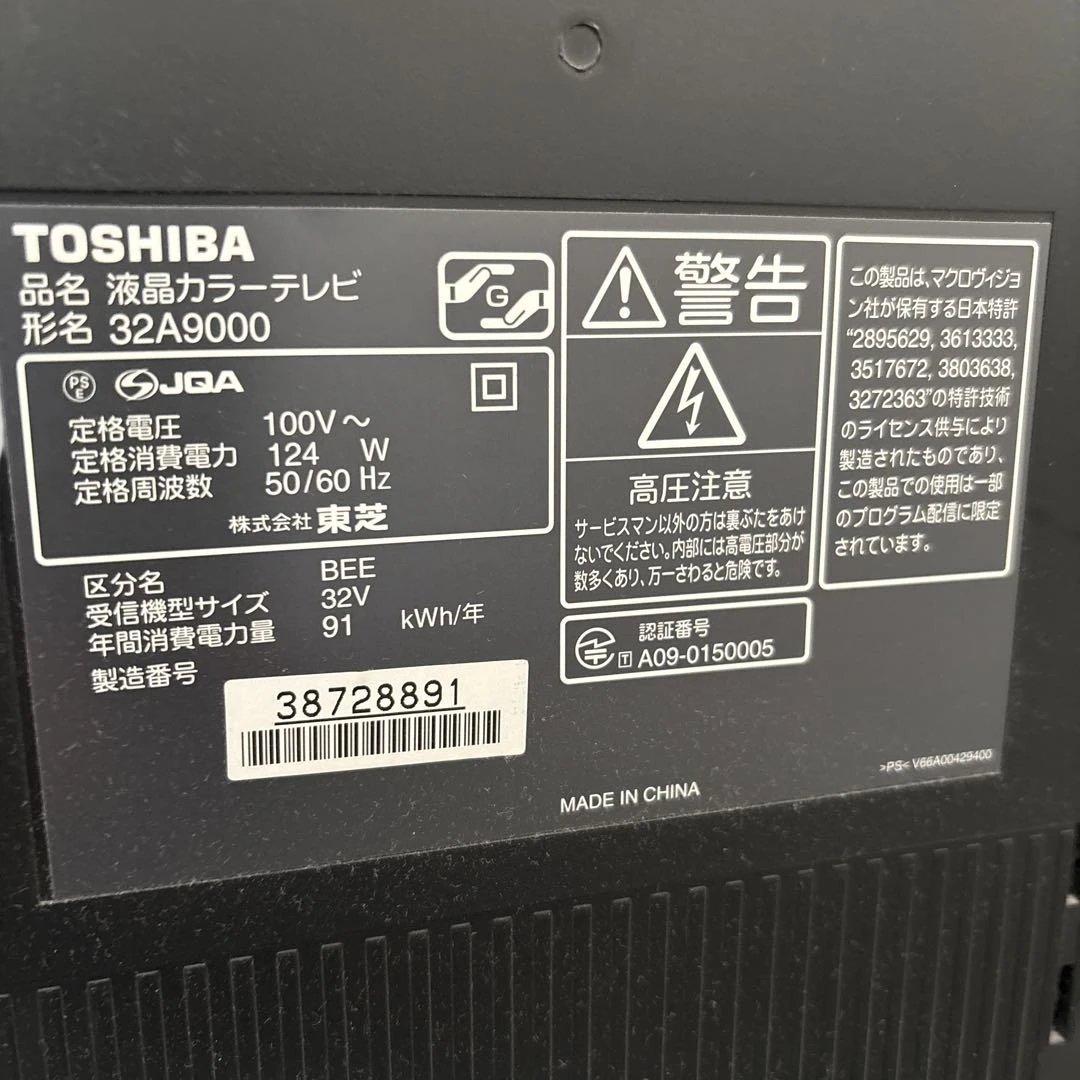 TOSHIBA
品名 液晶カラーテレビ
形名 32A9000
G
PS
E
JQA
定格電圧 100V～
定格消費電力 124 W
定格周波数 50/60 Hz
株式会社 東芝
区分名 BEE
受信機型サイズ 32V
年間消費電力量 91 kWh/年
製造番号
38728891
警告
高圧注意
サービスマン以外の方は裏ぶたをあけ
ないでください。内部には高電圧部分が
数多くあり、万一さわると危険です。
認証番号
T A09-0150005
この製品は、マクロヴィジョ
ン社が保有する日本特許
“2895629, 3613333,
3517672, 3803638,
3272363”の特許技術
のライセンス供与により
製造されたものであり、
この製品での使用は一部
のプログラム配信に限定
されています。
>PS< V66A00429400
MADE IN CHINA